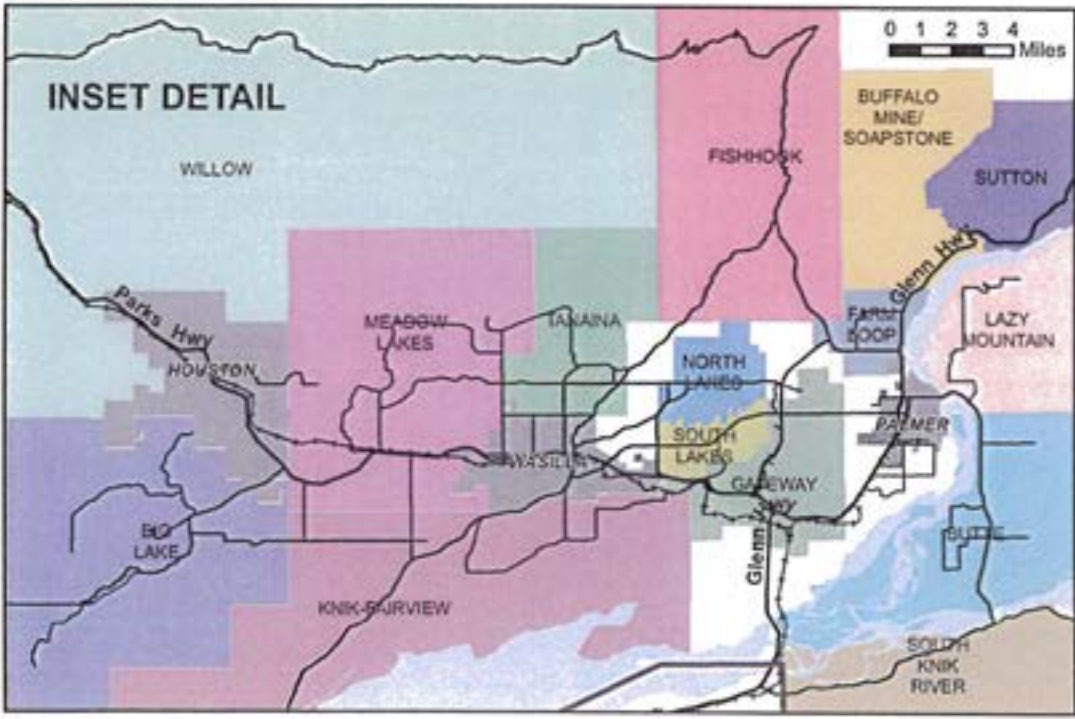 0 1 2 3 4
Miles
INSET DETAIL
BUFFALO
MINE/
SOAPSTONE
WILLOW
FISHHOOK
SUTTON
Glenn Hwy
Parks Hwy
MEADOW
LAKES
TANAINA
FARM
LOOP
LAZY
MOUNTAIN
HOUSTON
NORTH
LAKES
PALMER
SOUTH
LAKES
WASILLA
GATEWAY
Glenn Hwy
BIG
LAKE
BUTTE
KNIK-FAIRVIEW
SOUTH
KNIK
RIVER